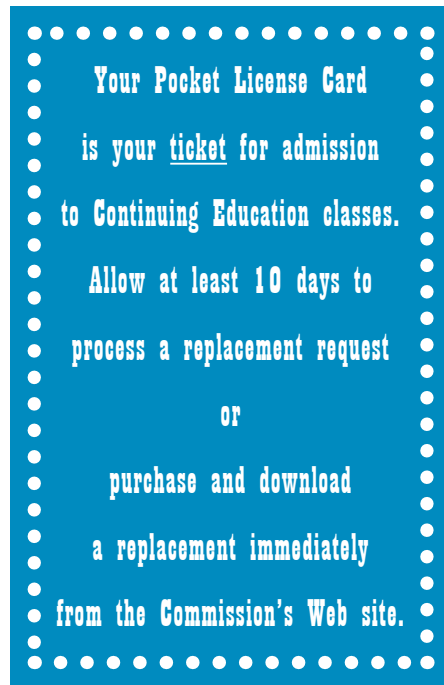 Your Pocket License Card
is your ticket for admission
to Continuing Education classes.
Allow at least 10 days to
process a replacement request
or
purchase and download
a replacement immediately
from the Commission's Web site.